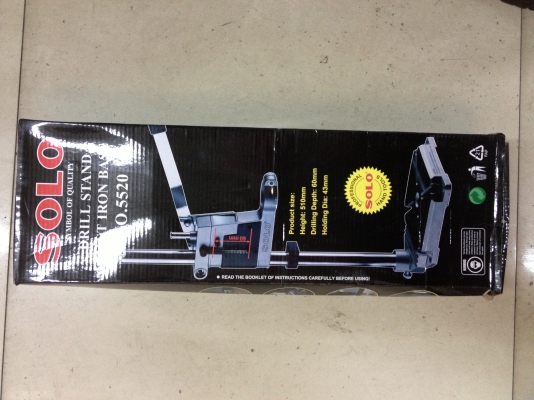 SOLO
SYMBOL OF QUALITY
DRILL STAND
IRON BA
NO.5520
Product size:
Height: 510mm
Drilling Depth: 60mm
Holding Dia: 43mm
SOLO
● READ THE BOOKLET OF INSTRUCTIONS CAREFULLY BEFORE USING!